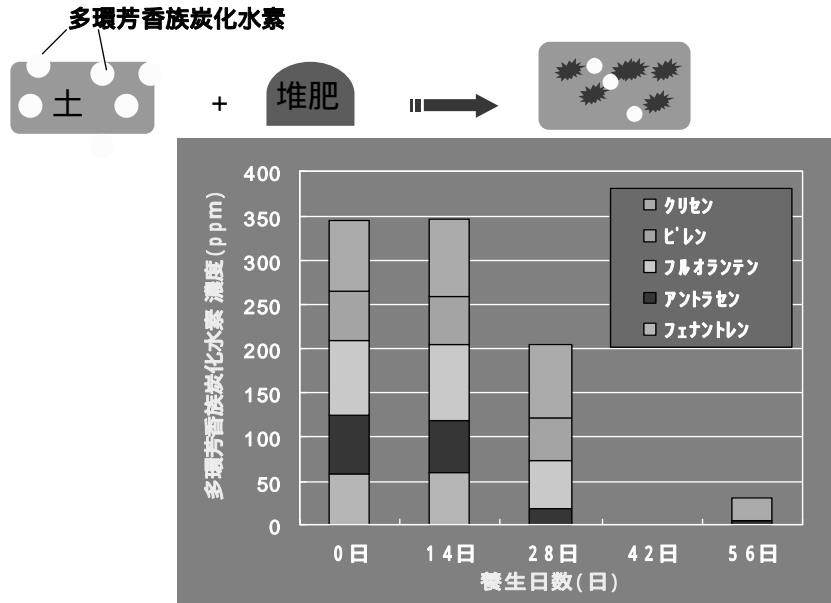 多環芳香族炭化水素
土 + 堆肥
400
350
300
250
200
150
100
50
0
多環芳香族炭化水素 濃度(ppm)
クリセン
ピレン
フルオランテン
アントラセン
フェナントレン
0日 14日 28日 42日 56日
養生日数(日)